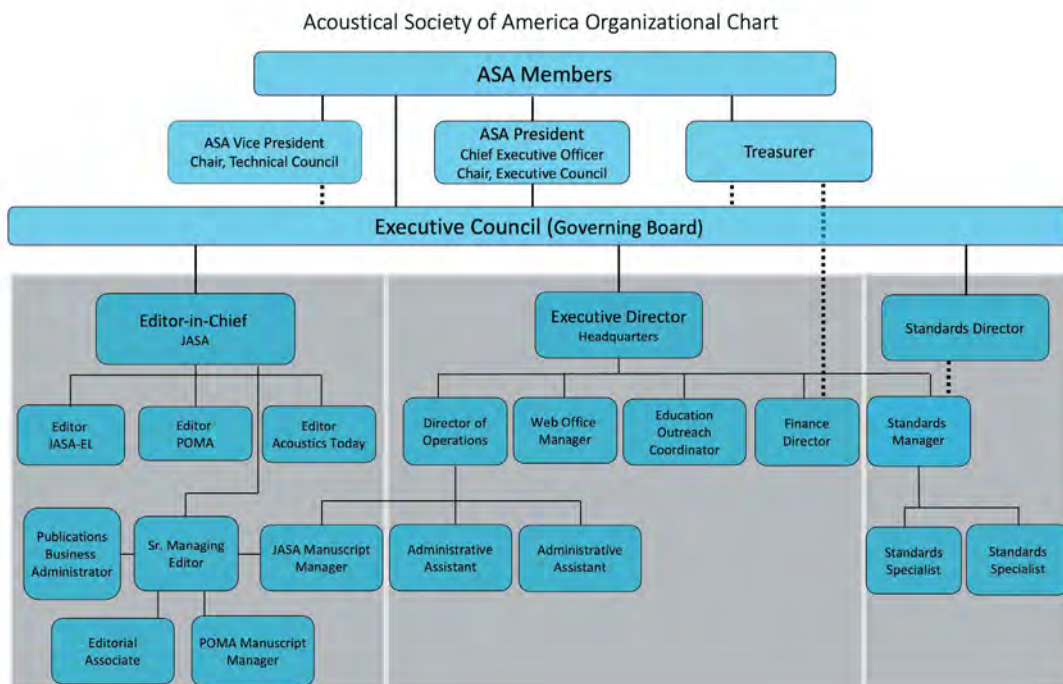 Acoustical Society of America Organizational Chart
ASA Members
ASA Vice President
Chair, Technical Council
ASA President
Chief Executive Officer
Chair, Executive Council
Treasurer
Executive Council (Governing Board)
Editor-in-Chief
JASA
Executive Director
Headquarters
Standards Director
Editor
JASA-EL
Editor
POMA
Editor
Acoustics Today
Director of
Operations
Web Office
Manager
Education
Outreach
Coordinator
Finance
Director
Standards
Manager
Publications
Business
Administrator
Sr. Managing
Editor
JASA Manuscript
Manager
Administrative
Assistant
Administrative
Assistant
Standards
Specialist
Standards
Specialist
Editorial
Associate
POMA Manuscript
Manager